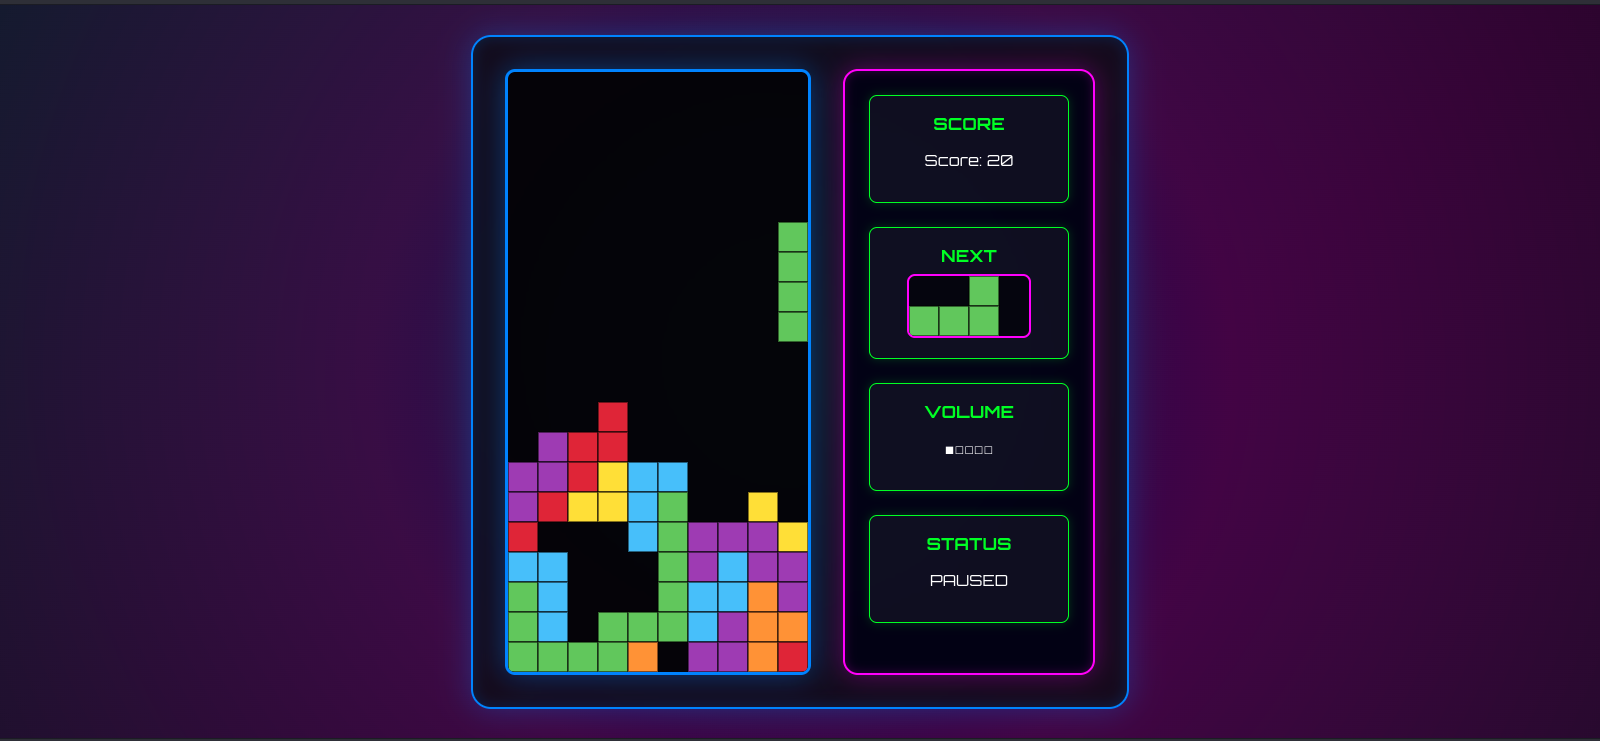 SCORE
Score: 20
NEXT
VOLUME
■□□□□
STATUS
PAUSED